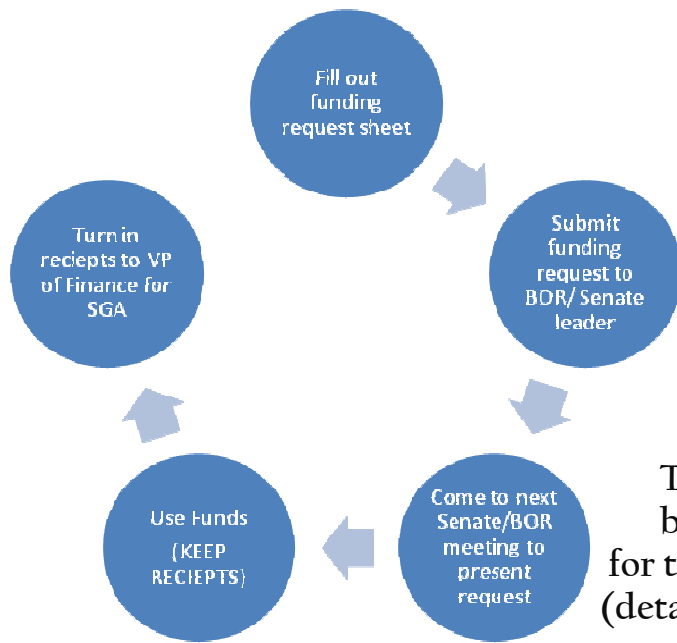 Fill out
funding
request sheet
Submit
funding
request to
BOR/ Senate
leader
Come to next
Senate/BOR
meeting to
present
request
Use Funds
(KEEP
RECIEPTS)
Turn in
reciepts to VP
of Finance for
SGA
for